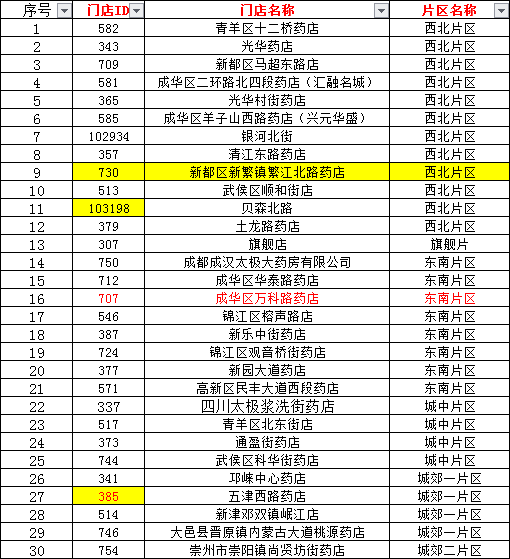 序号 门店ID 门店名称 片区名称
1 582 青羊区十二桥药店 西北片区
2 343 光华药店 西北片区
3 709 新都区马超东路店 西北片区
4 581 成华区二环路北四段药店（汇融名城） 西北片区
5 365 光华村街药店 西北片区
6 585 成华区羊子山西路药店（兴元华盛） 西北片区
7 102934 银河北街 西北片区
8 357 清江东路药店 西北片区
9 730 新都区新繁镇繁江北路药店 西北片区
10 513 武侯区顺和街店 西北片区
11 103198 贝森北路 西北片区
12 379 土龙路药店 西北片区
13 307 旗舰店 旗舰片
14 750 成都成汉太极大药房有限公司 东南片区
15 712 成华区华泰路药店 东南片区
16 707 成华区万科路药店 东南片区
17 546 锦江区榕声路店 东南片区
18 387 新乐中街药店 东南片区
19 724 锦江区观音桥街药店 东南片区
20 377 新园大道药店 东南片区
21 571 高新区民丰大道西段药店 东南片区
22 337 四川太极浆洗街药店 城中片区
23 517 青羊区北东街店 城中片区
24 373 通盈街药店 城中片区
25 744 武侯区科华街药店 城中片区
26 341 邛崃中心药店 城郊一片区
27 385 五津西路药店 城郊二片区
28 514 新津邓双镇岷江店 城郊一片区
29 746 大邑县晋原镇内蒙古大道桃源药店 城郊一片区
30 754 崇州市崇阳镇尚贤坊街药店 城郊一片区